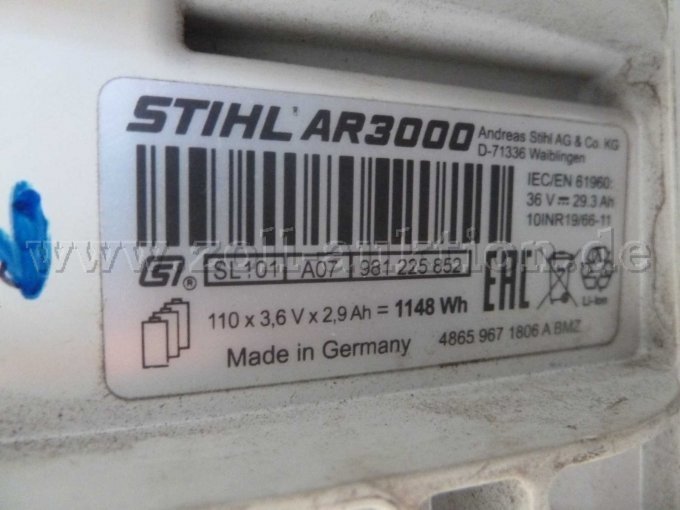 STIHL AR3000
Andreas Stihl AG & Co. KG
D-71336 Waiblingen
IEC/EN 61960:
36 V ⎓ 29.3 Ah
10INR19/66-11
www.zoll-auktion.de
SL101 A07 981 225 852
EAC
Li-Ion
110 x 3,6 V x 2,9 Ah = 1148 Wh
Made in Germany
4865 967 1806 A BMZ